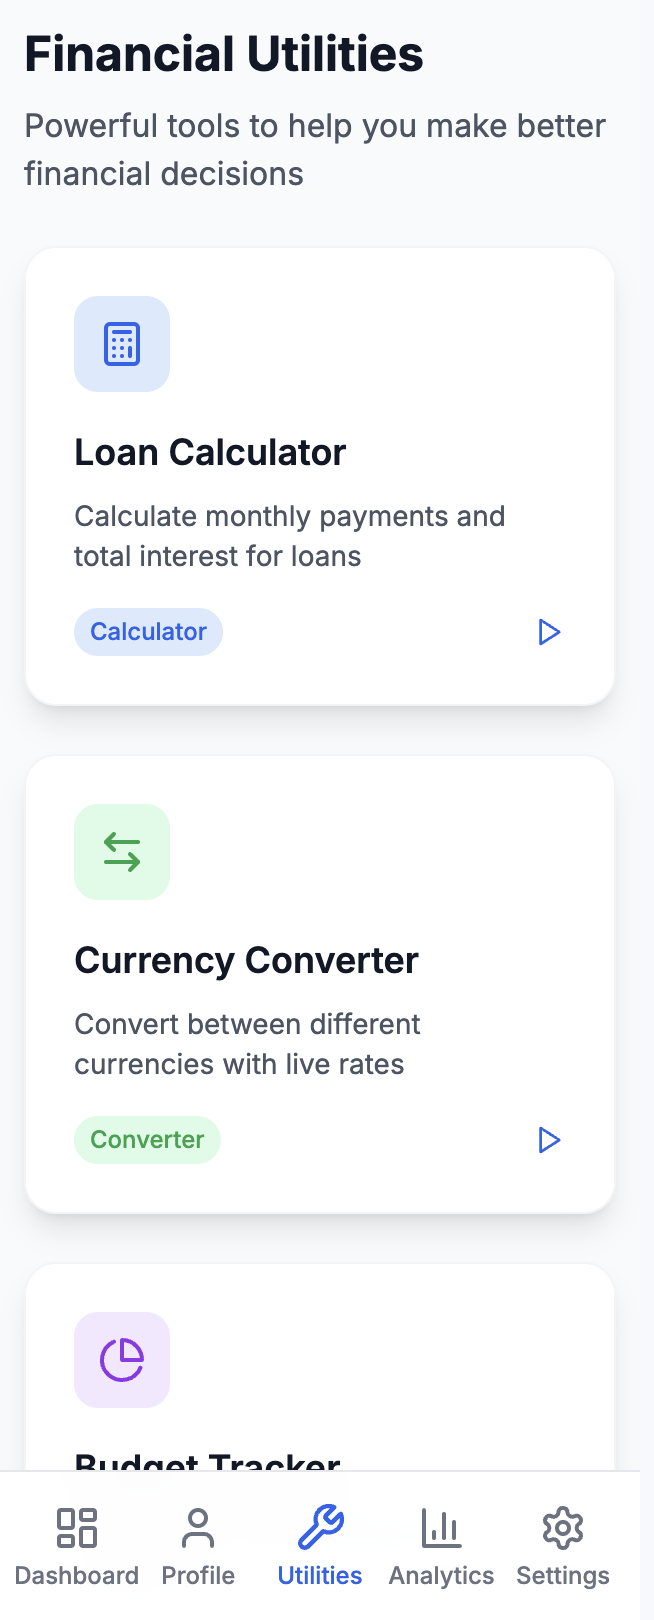 Financial Utilities
Powerful tools to help you make better
financial decisions
Loan Calculator
Calculate monthly payments and
total interest for loans
Calculator
Currency Converter
Convert between different
currencies with live rates
Converter
Budget Tracker
Dashboard
Profile
Utilities
Analytics
Settings